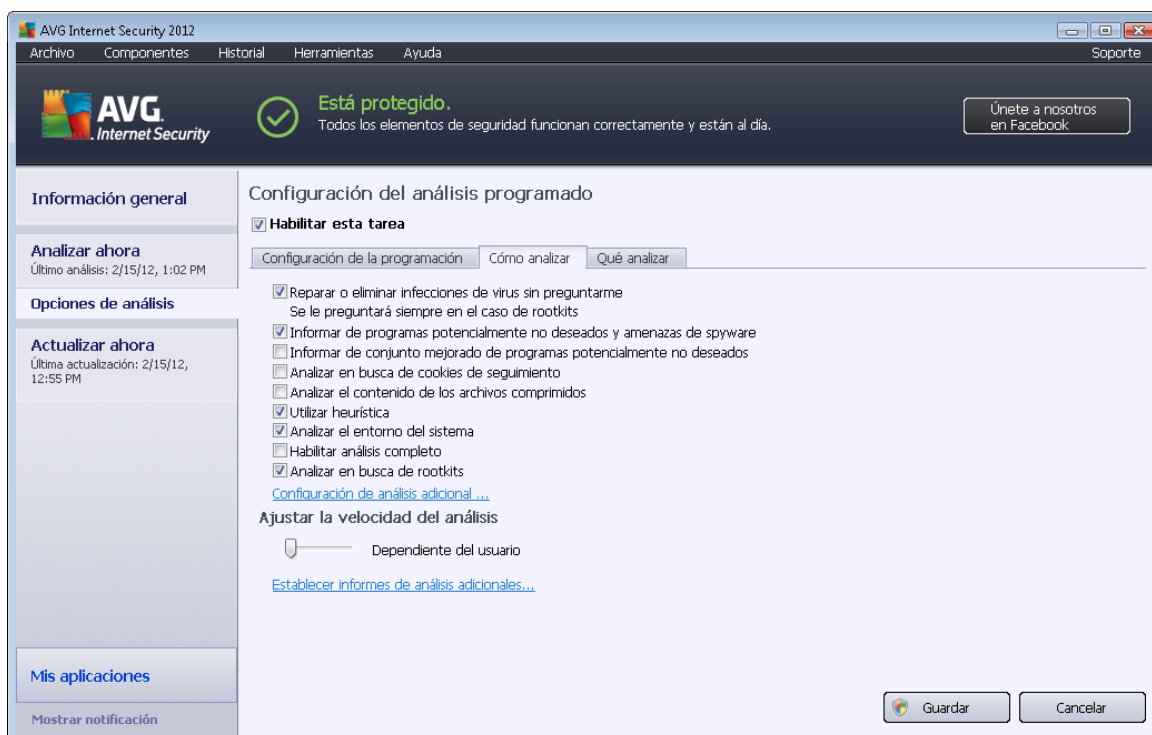 AVG Internet Security 2012
Archivo Componentes Historial Herramientas Ayuda Soporte
AVG.
Internet Security
Está protegido.
Todos los elementos de seguridad funcionan correctamente y están al día.
Únete a nosotros
en Facebook
Información general
Analizar ahora
Último análisis: 2/15/12, 1:02 PM
Opciones de análisis
Actualizar ahora
Última actualización: 2/15/12,
12:55 PM
Mis aplicaciones
Mostrar notificación
Configuración del análisis programado
Habilitar esta tarea
Configuración de la programación Cómo analizar Qué analizar
Reparar o eliminar infecciones de virus sin preguntarme
Se le preguntará siempre en el caso de rootkits
Informar de programas potencialmente no deseados y amenazas de spyware
Informar de conjunto mejorado de programas potencialmente no deseados
Analizar en busca de cookies de seguimiento
Analizar el contenido de los archivos comprimidos
Utilizar heurística
Analizar el entorno del sistema
Habilitar análisis completo
Analizar en busca de rootkits
Configuración de análisis adicional ...
Ajustar la velocidad del análisis
Dependiente del usuario
Establecer informes de análisis adicionales...
Guardar Cancelar